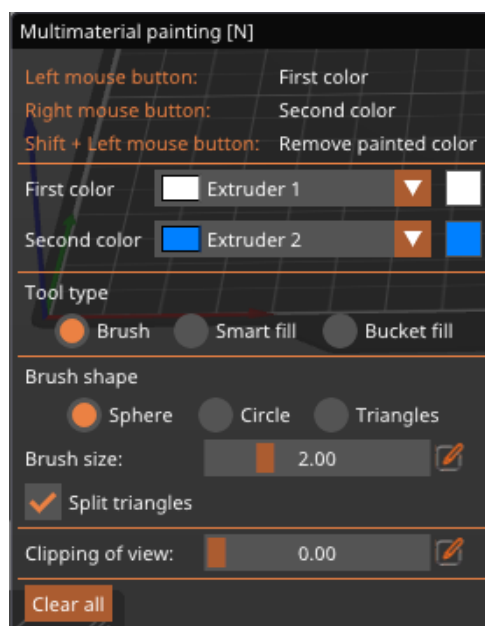 Multimaterial painting [N]
Left mouse button: First color
Right mouse button: Second color
Shift + Left mouse button: Remove painted color
First color Extruder 1
Second color Extruder 2
Tool type
Brush Smart fill Bucket fill
Brush shape
Sphere Circle Triangles
Brush size: 2.00
Split triangles
Clipping of view: 0.00
Clear all